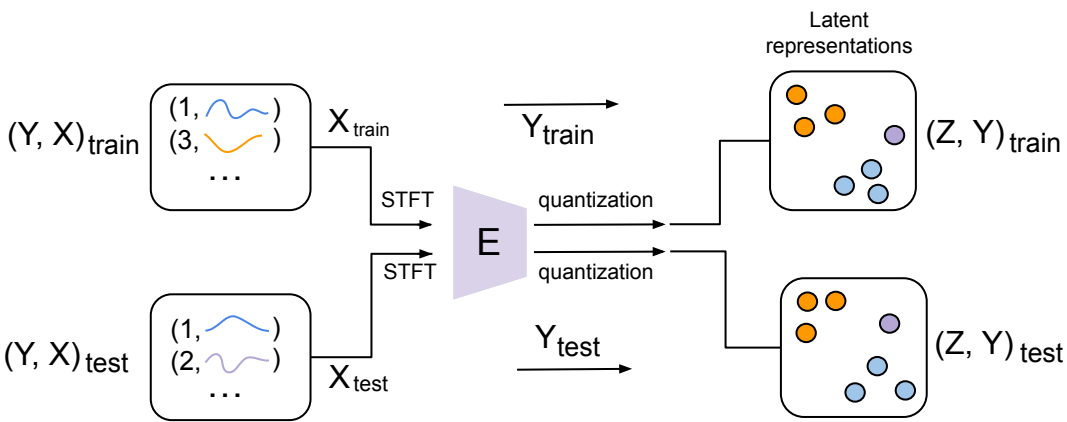 Latent
representations
(Y, X)train
(1, )
(3, )
...
Xtrain
Ytrain
(Z, Y)train
STFT
quantization
E
STFT
quantization
(Y, X)test
(1, )
(2, )
...
Xtest
Ytest
(Z, Y)test